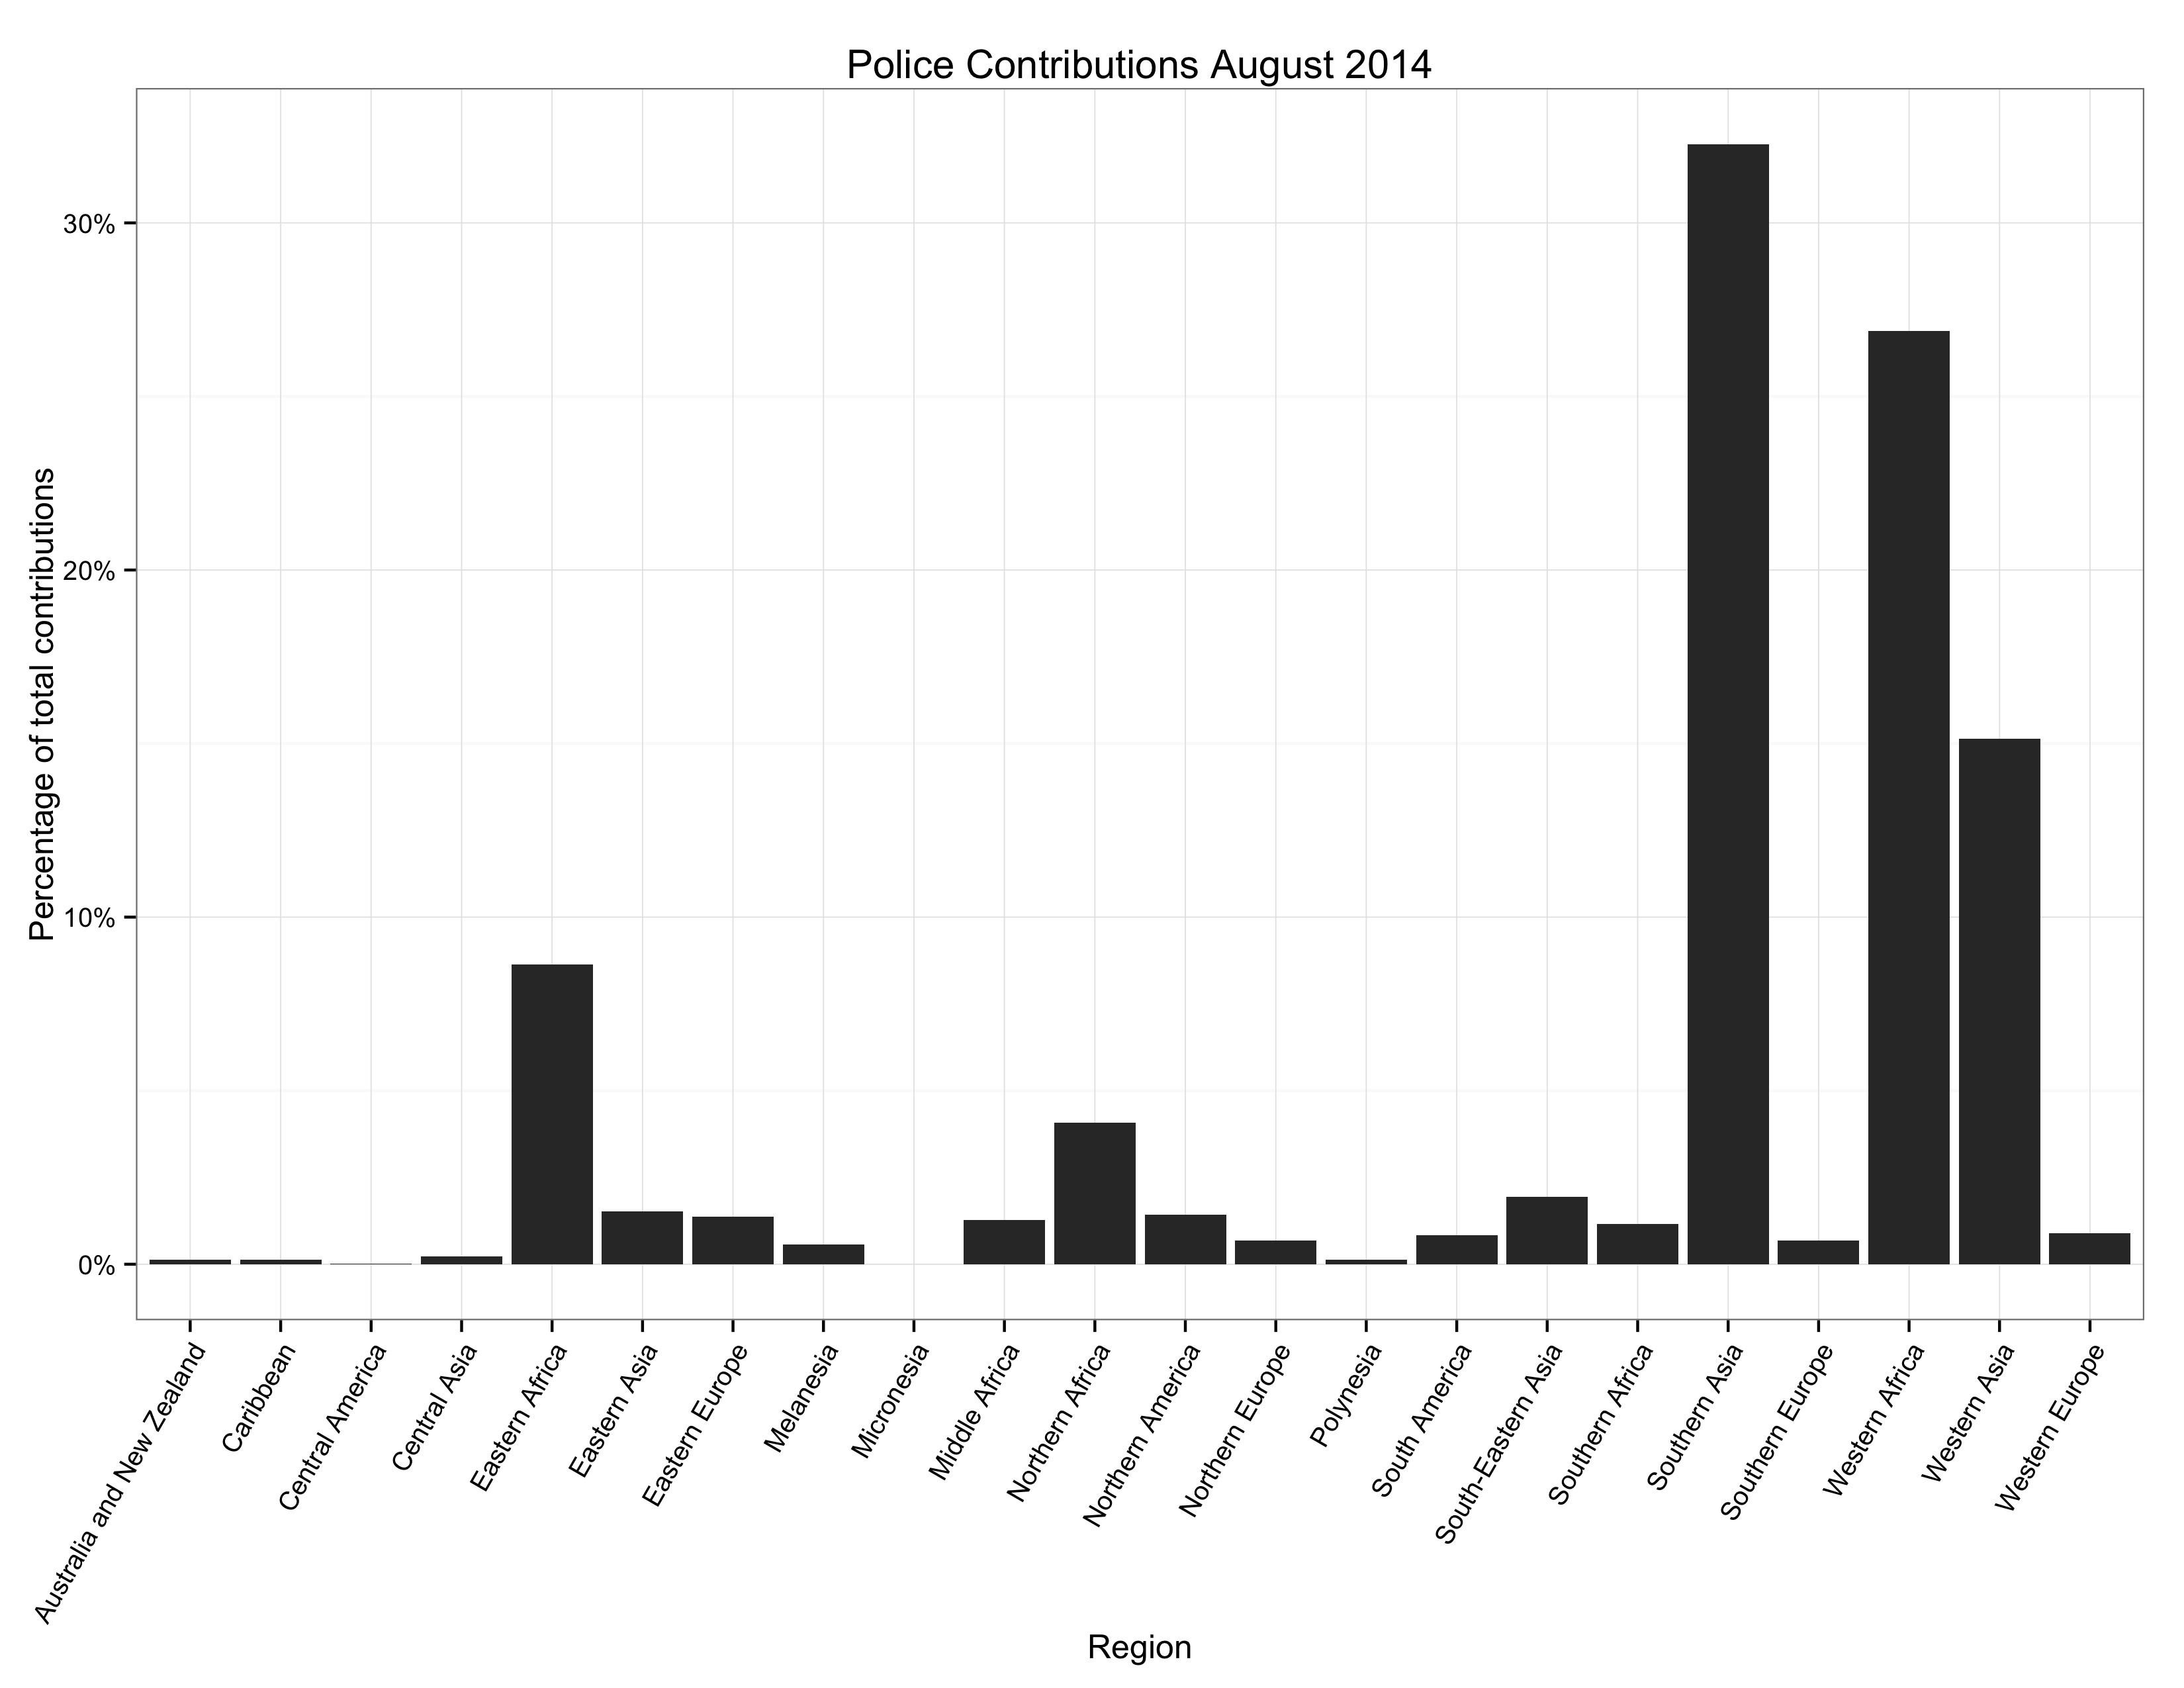 Police Contributions August 2014
Percentage of total contributions
30%
20%
10%
0%
Australia and New Zealand
Caribbean
Central America
Central Asia
Eastern Africa
Eastern Asia
Eastern Europe
Melanesia
Micronesia
Middle Africa
Northern Africa
Northern America
Northern Europe
Polynesia
South America
South-Eastern Asia
Southern Africa
Southern Asia
Southern Europe
Western Africa
Western Asia
Western Europe
Region